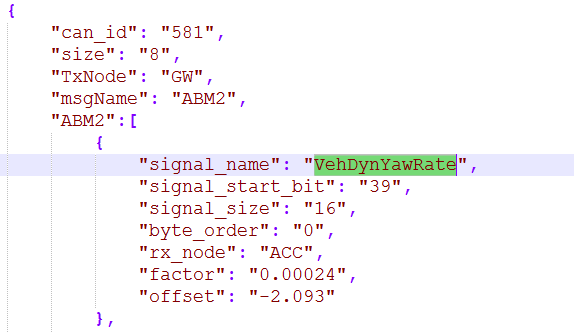 {
"can_id": "581",
"size": "8",
"TxNode": "GW",
"msgName": "ABM2",
"ABM2":[
{
"signal_name": "VehDynYawRate",
"signal_start_bit": "39",
"signal_size": "16",
"byte_order": "0",
"rx_node": "ACC",
"factor": "0.00024",
"offset": "-2.093"
},